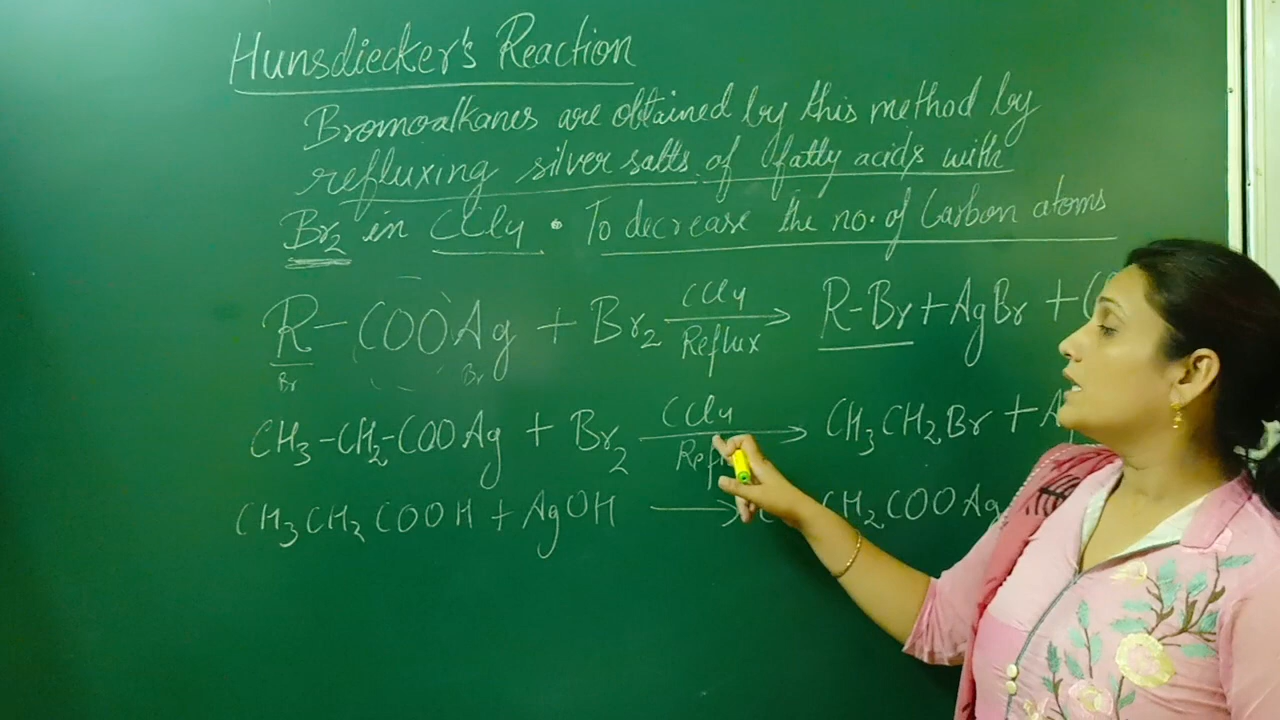 Hunsdiecker's Reaction
Bromoalkanes are obtained by this method by
refluxing silver salts of fatty acids with
Br2 in CCl4 • To decrease the no. of Carbon atoms
R-COOAg + Br2 CCl4 Reflux → R-Br + AgBr +
Br Br
CH3-CH2-COOAg + Br2 CCl4 → CH3CH2Br +
CH3CH2COOH + AgOH → CH2COOAg